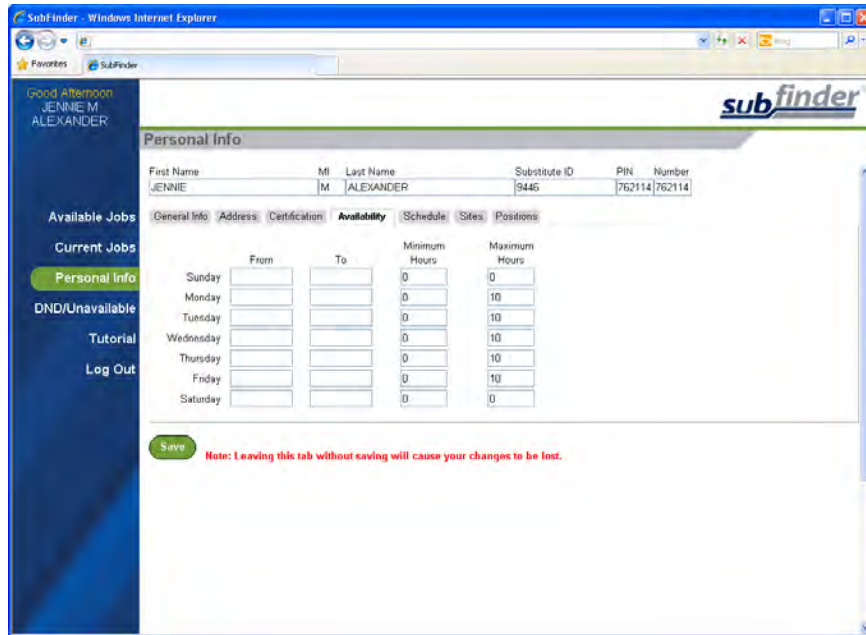 SubFinder - Windows Internet Explorer
Favorites SubFinder
Good Afternoon
JENNIE M
ALEXANDER
subfinder
Personal Info
First Name MI Last Name Substitute ID PIN Number
JENNIE M ALEXANDER 9446 762114 762114
Available Jobs
Current Jobs
Personal Info
DND/Unavailable
Tutorial
Log Out
General Info Address Certification Availability Schedule Sites Positions
Minimum Maximum
From To Hours Hours
Sunday 0 0
Monday 0 10
Tuesday 0 10
Wednesday 0 10
Thursday 0 10
Friday 0 10
Saturday 0 0
Save Note: Leaving this tab without saving will cause your changes to be lost.